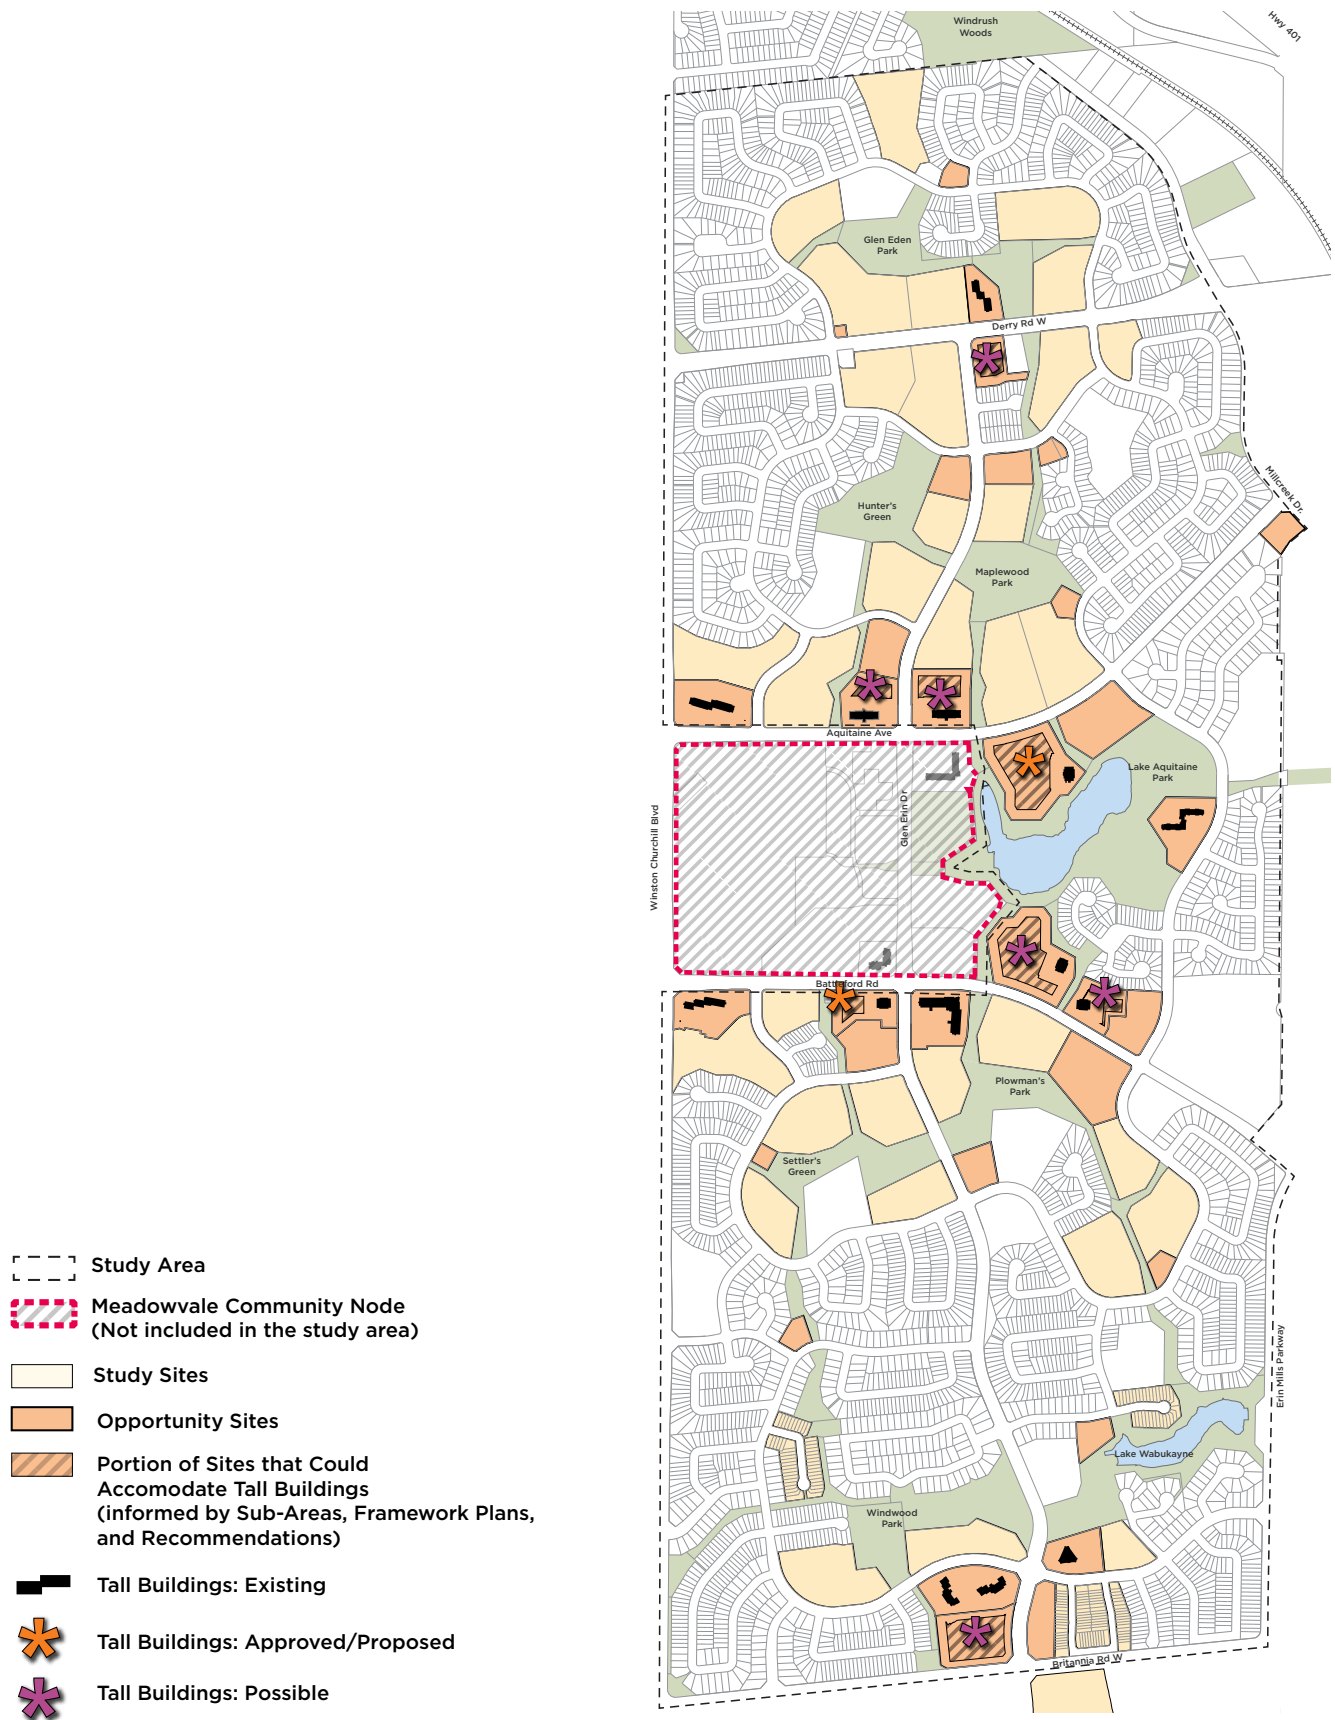 Windrush
Woods
Hwy 401
Glen Eden
Park
Derry Rd W
Millcreek Dr.
Hunter's
Green
Maplewood
Park
Aquitaine Ave
Lake Aquitaine
Park
Glen Erin Dr
Winston Churchill Blvd
Battleford Rd
Plowman's
Park
Settler's
Green
Erin Mills Parkway
Lake Wabukayne
Windwood
Park
Britannia Rd W
Study Area
Meadowvale Community Node
(Not included in the study area)
Study Sites
Opportunity Sites
Portion of Sites that Could
Accomodate Tall Buildings
(informed by Sub-Areas, Framework Plans,
and Recommendations)
Tall Buildings: Existing
Tall Buildings: Approved/Proposed
Tall Buildings: Possible